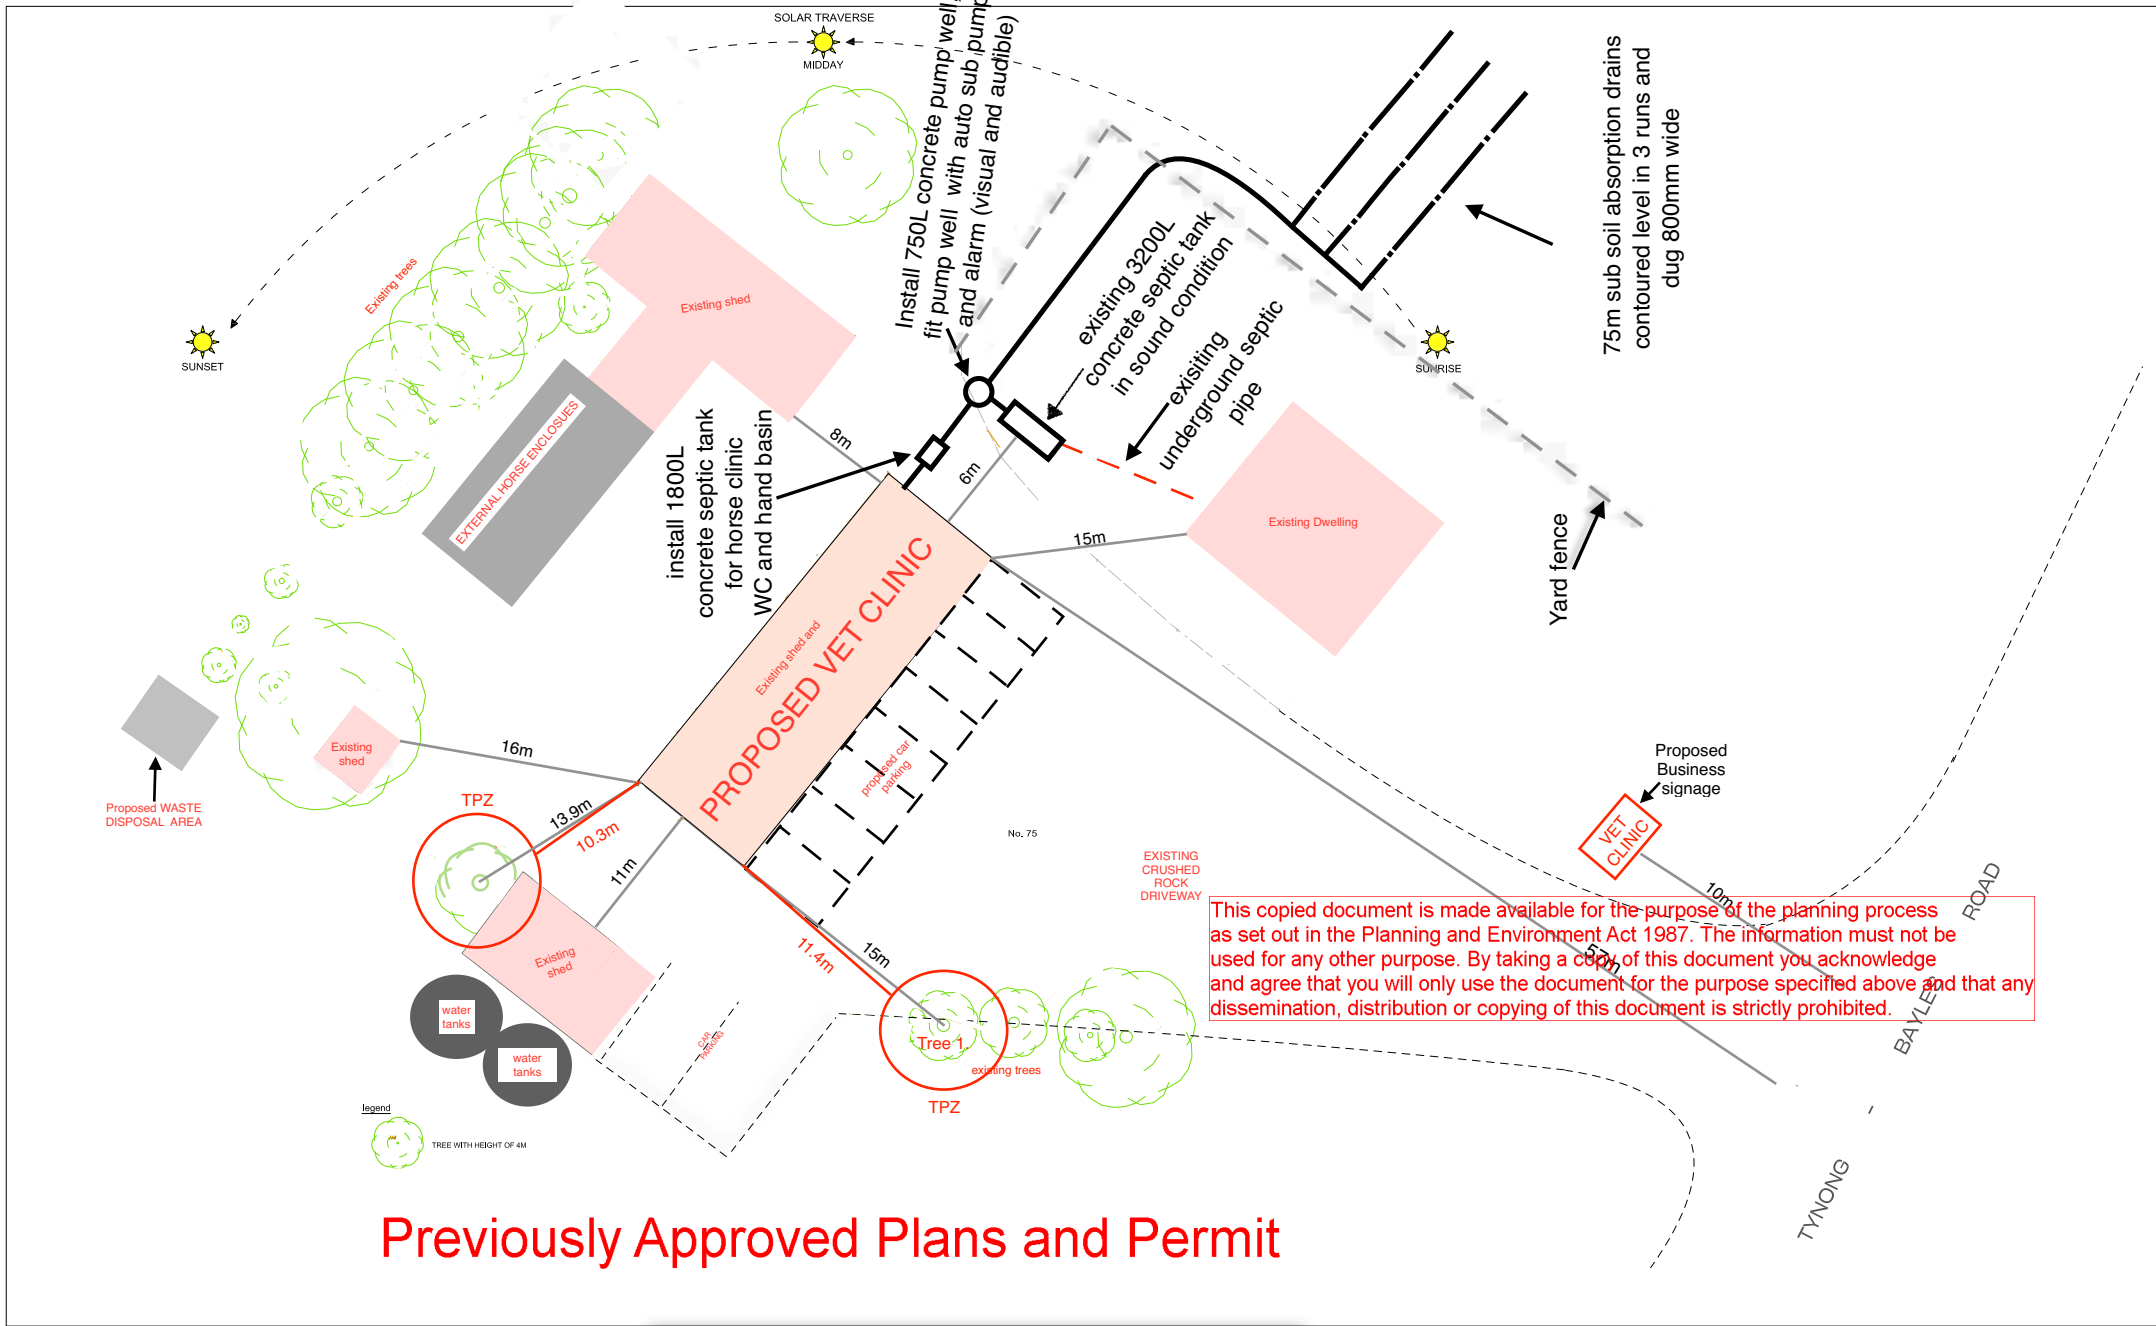 SOLAR TRAVERSE
MIDDAY
SUNSET
SUNRISE
Install 750L concrete pump well,
fit pump well with auto sub pump
and alarm (visual and audible)
75m sub soil absorption drains
contoured level in 3 runs and
dug 800mm wide
existing 3200L
concrete septic tank
in sound condition
exisiting
underground septic
pipe
Existing trees
Existing shed
EXTERNAL HORSE ENCLOSUES
install 1800L
concrete septic tank
for horse clinic
WC and hand basin
8m
6m
15m
Existing Dwelling
Yard fence
Existing shed and
PROPOSED VET CLINIC
proposed car
parking
Existing
shed
16m
Proposed WASTE
DISPOSAL AREA
TPZ
13.9m
10.3m
11m
Existing
shed
water
tanks
water
tanks
CAR
PARKING
11.4m
15m
Tree 1.
existing trees
TPZ
No. 75
EXISTING
CRUSHED
ROCK
DRIVEWAY
Proposed
Business
signage
VET
CLINIC
10m
57m
This copied document is made available for the purpose of the planning process
as set out in the Planning and Environment Act 1987. The information must not be
used for any other purpose. By taking a copy of this document you acknowledge
and agree that you will only use the document for the purpose specified above and that any
dissemination, distribution or copying of this document is strictly prohibited.
TYNONG - BAYLES ROAD
legend
TREE WITH HEIGHT OF 4M
Previously Approved Plans and Permit